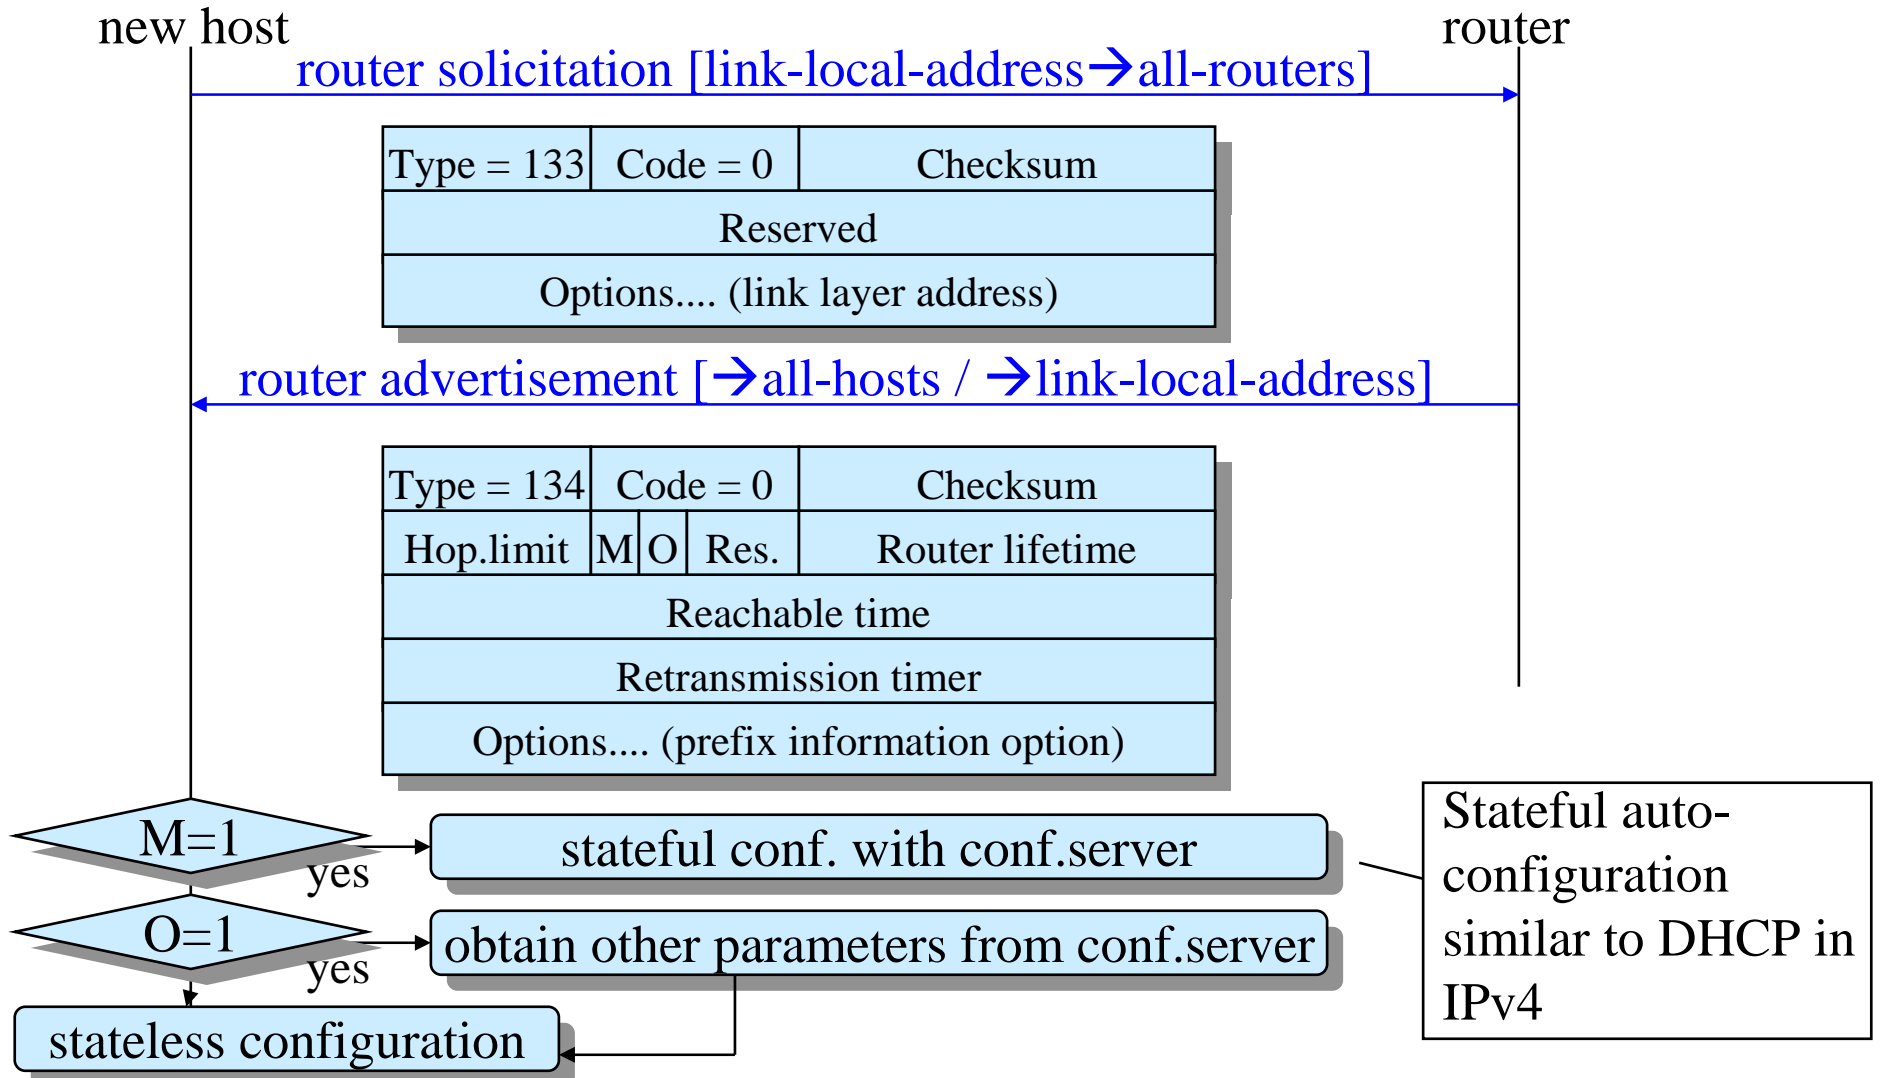 new host
router
router solicitation [link-local-address→all-routers]
Type = 133 Code = 0 Checksum
Reserved
Options.... (link layer address)
router advertisement [→all-hosts / →link-local-address]
Type = 134 Code = 0 Checksum
Hop.limit M O Res. Router lifetime
Reachable time
Retransmission timer
Options.... (prefix information option)
M=1
yes
stateful conf. with conf.server
O=1
yes
obtain other parameters from conf.server
stateless configuration
Stateful auto-
configuration
similar to DHCP in
IPv4